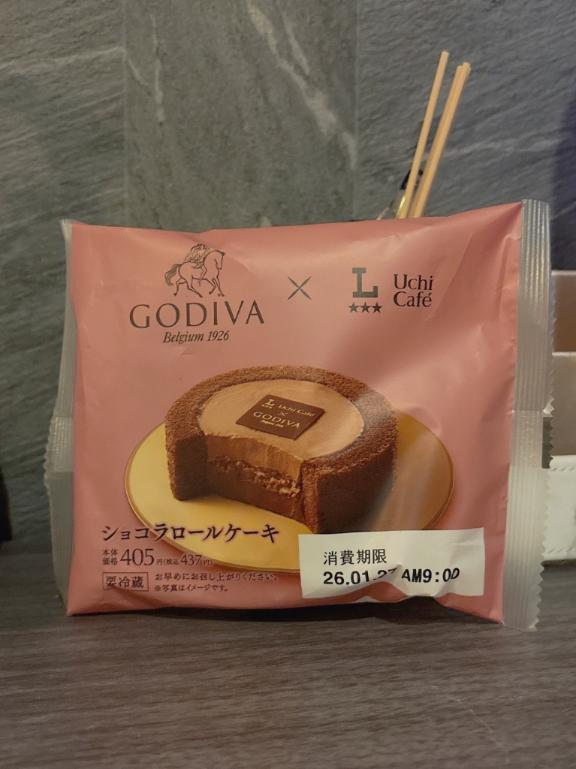 GODIVA
Belgium 1926
×
L
Uchi
Café
L Uchi Café
×
GODIVA
ショコラロールケーキ
本体価格 405円(税込437円)
要冷蔵 お早めにお召し上がりください。
※写真はイメージです。
消費期限
26.01.27 AM9:00